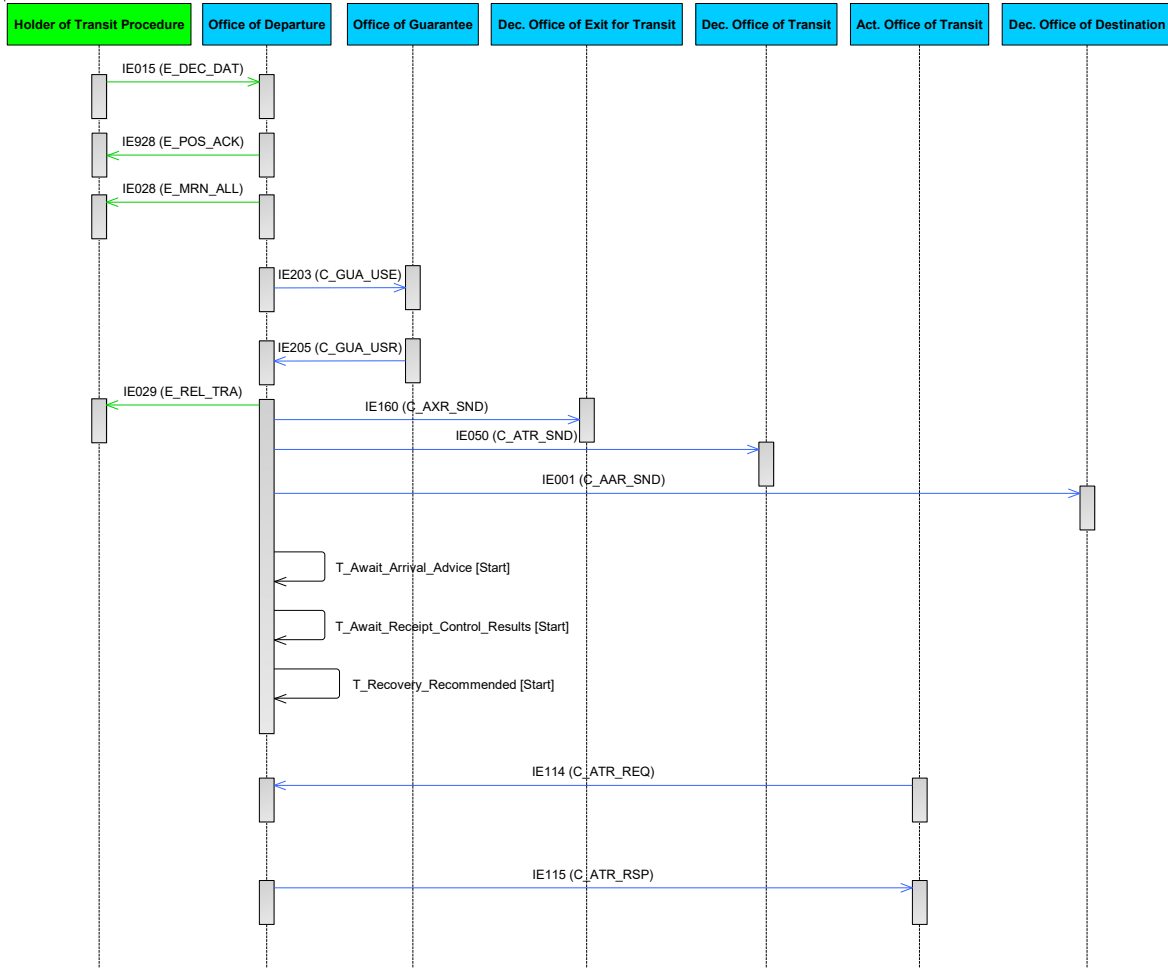 Holder of Transit Procedure
Office of Departure
Office of Guarantee
Dec. Office of Exit for Transit
Dec. Office of Transit
Act. Office of Transit
Dec. Office of Destination
IE015 (E_DEC_DAT)
IE928 (E_POS_ACK)
IE028 (E_MRN_ALL)
IE203 (C_GUA_USE)
IE205 (C_GUA_USR)
IE029 (E_REL_TRA)
IE160 (C_AXR_SND)
IE050 (C_ATR_SND)
IE001 (C_AAR_SND)
T_Await_Arrival_Advice [Start]
T_Await_Receipt_Control_Results [Start]
T_Recovery_Recommended [Start]
IE114 (C_ATR_REQ)
IE115 (C_ATR_RSP)